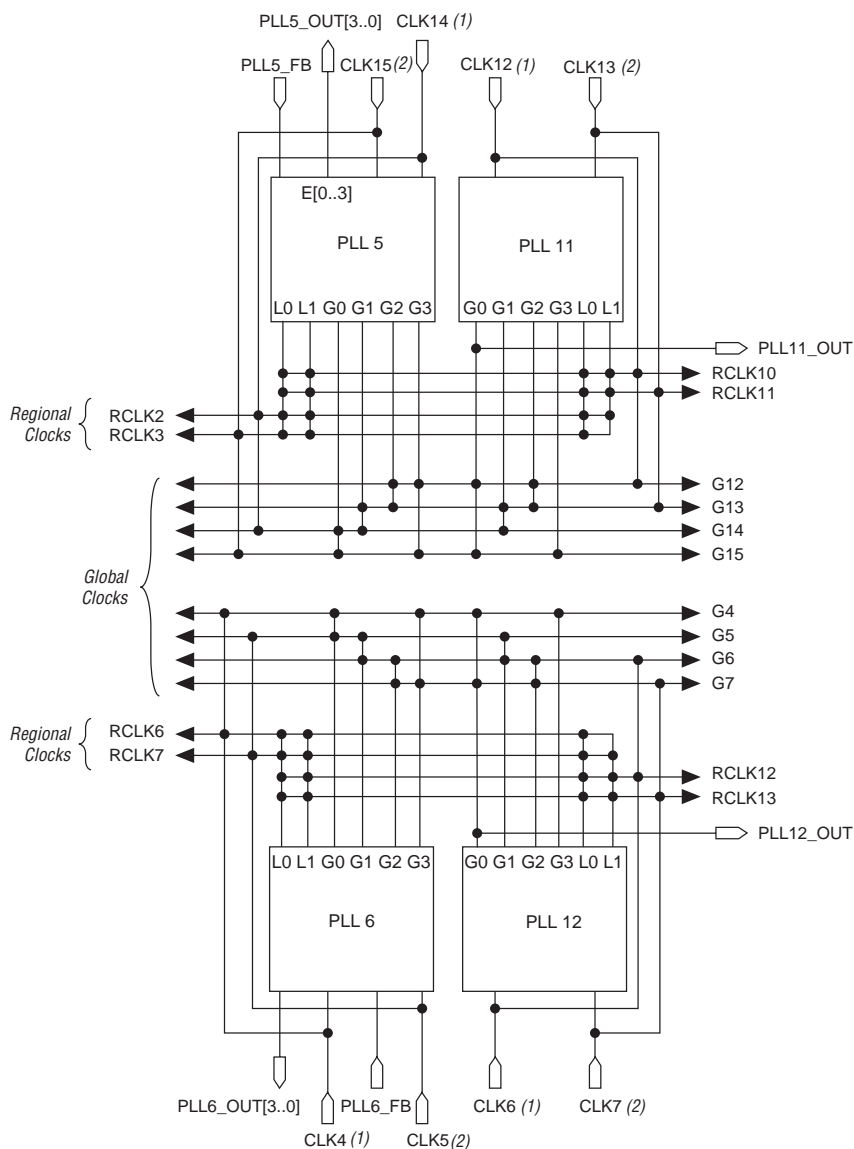 PLL5_OUT[3..0] CLK14 (1)
PLL5_FB CLK15 (2) CLK12 (1) CLK13 (2)
E[0..3]
PLL 5 PLL 11
L0 L1 G0 G1 G2 G3 G0 G1 G2 G3 L0 L1
PLL11_OUT
RCLK10
RCLK11
Regional
Clocks
RCLK2
RCLK3
G12
G13
G14
G15
Global
Clocks
G4
G5
G6
G7
Regional
Clocks
RCLK6
RCLK7
RCLK12
RCLK13
PLL12_OUT
L0 L1 G0 G1 G2 G3 G0 G1 G2 G3 L0 L1
PLL 6 PLL 12
PLL6_OUT[3..0] PLL6_FB CLK6 (1) CLK7 (2)
CLK4 (1) CLK5 (2)